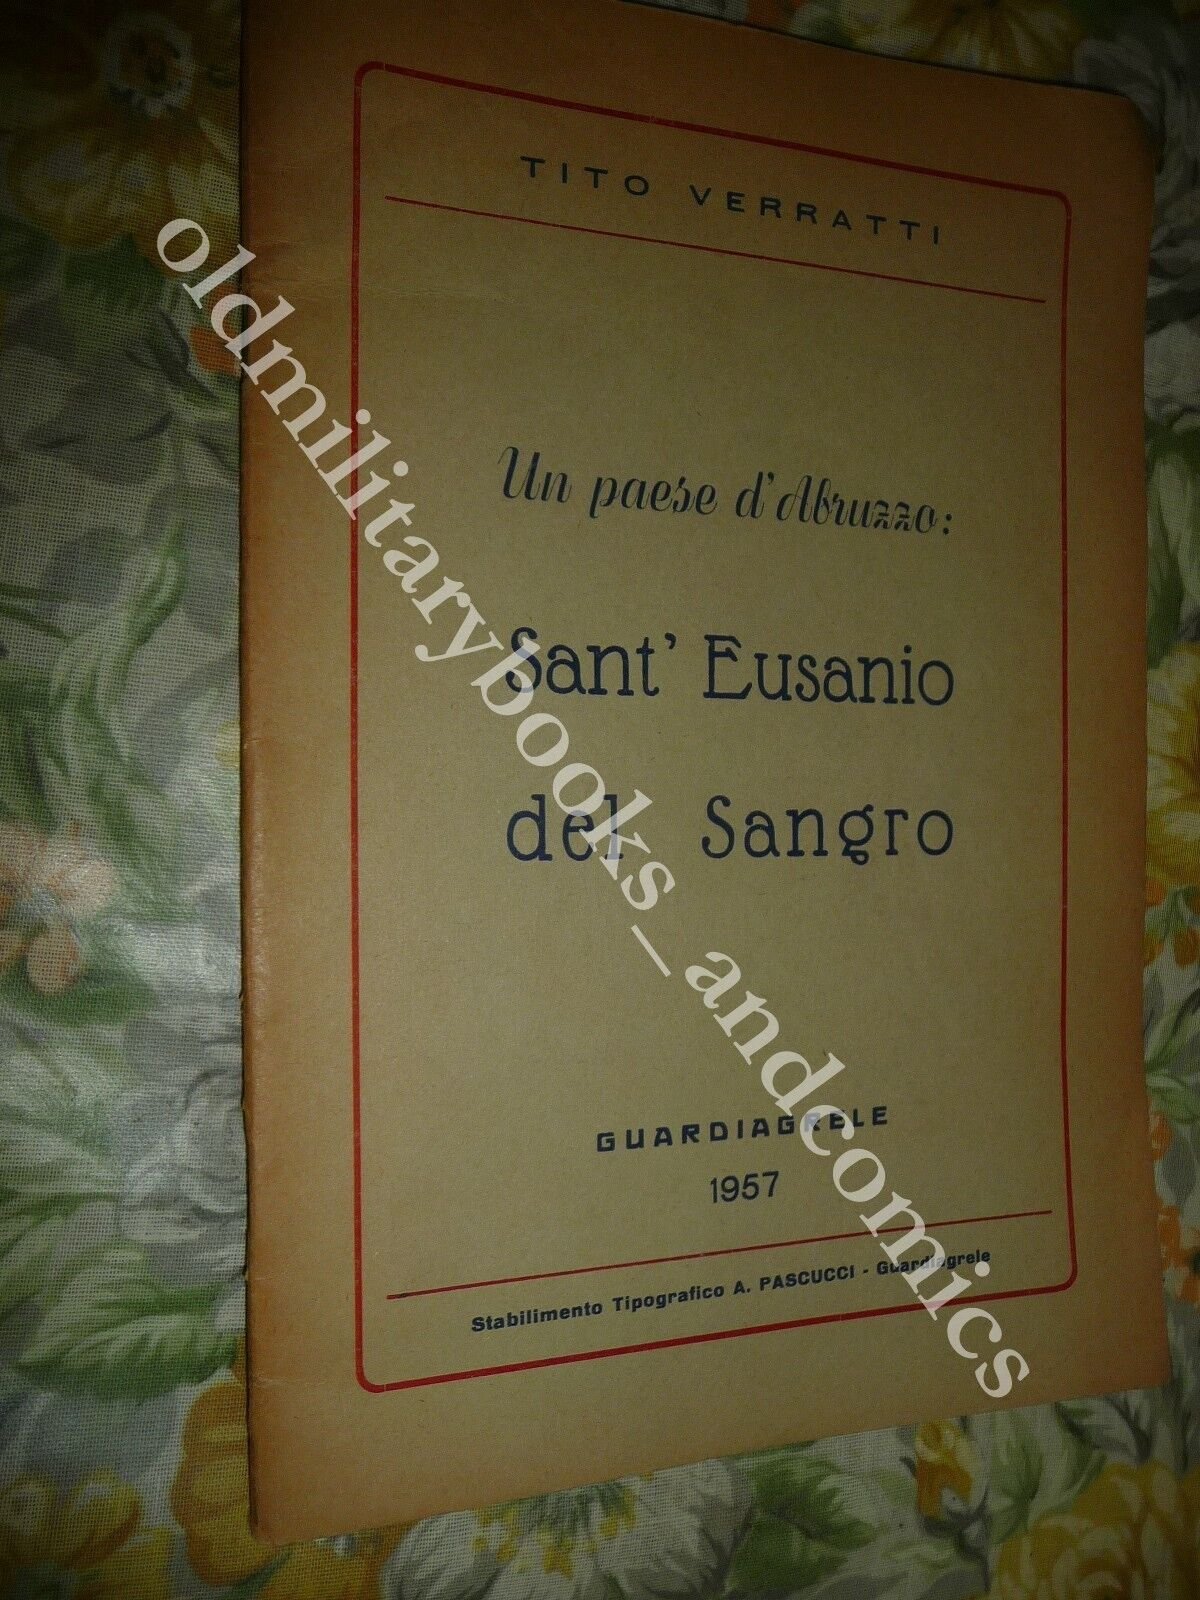 TITO VERRATTI
Un paese d'Abruzzo:
Sant' Eusanio
del Sangro
GUARDIAGRELE
1957
Stabilimento Tipografico A. PASCUCCI - Guardiagrele
oldmilitarybooks_andcomics